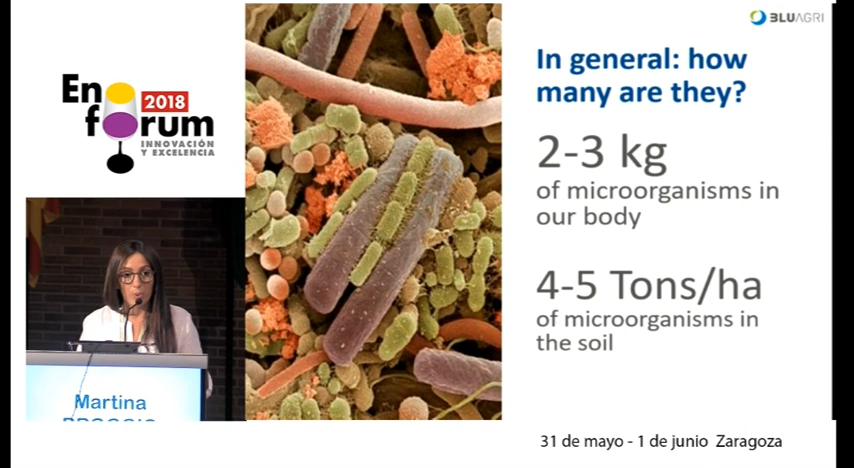 BLUAGRI
En
2018
forum
INNOVACIÓN
Y EXCELENCIA
In general: how
many are they?
2-3 kg
of microorganisms in
our body
4-5 Tons/ha
of microorganisms in
the soil
Martina
31 de mayo - 1 de junio Zaragoza